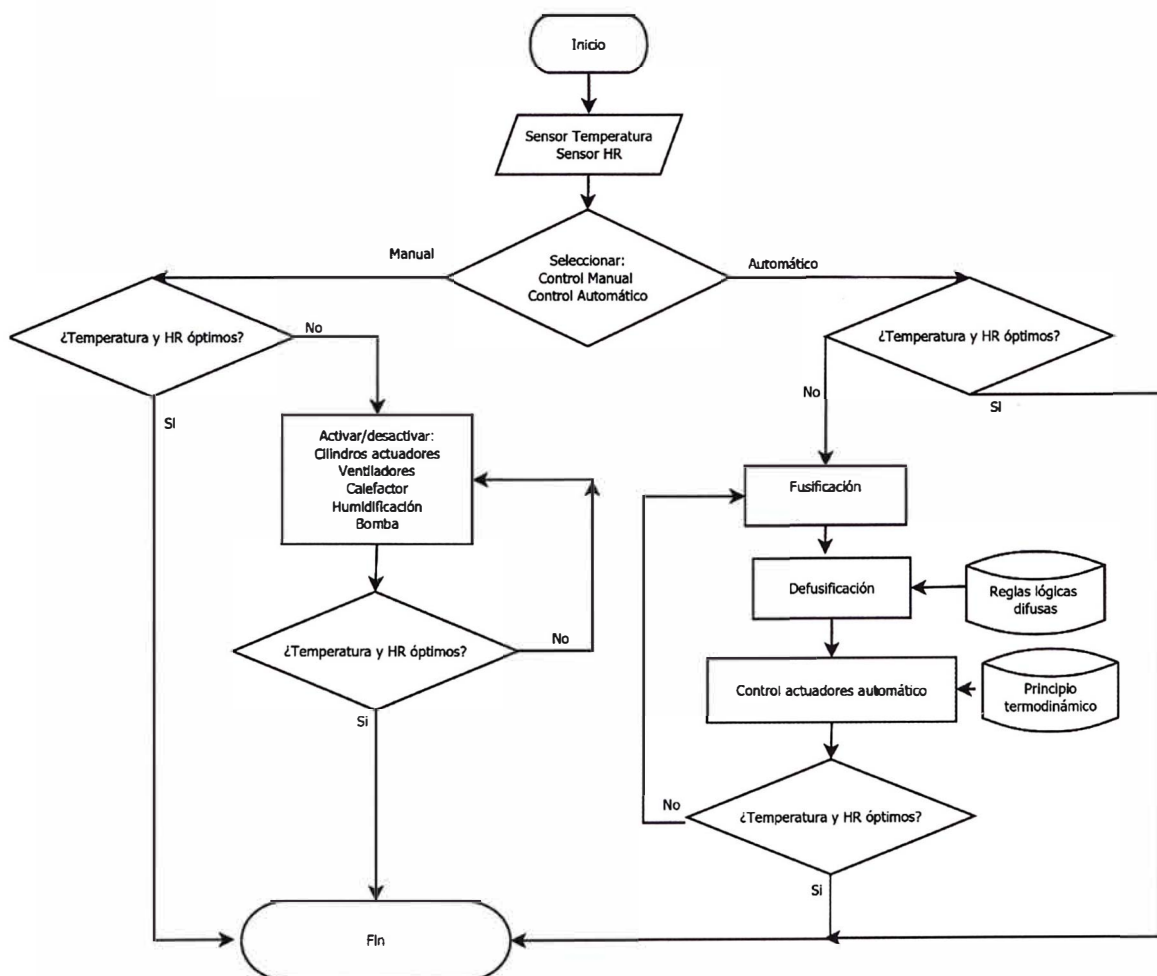 Inicio
Sensor Temperatura
Sensor HR
Manual
Seleccionar:
Control Manual
Control Automático
Automático
¿Temperatura y HR óptimos?
No
¿Temperatura y HR óptimos?
No
Si
Si
Activar/desactivar:
Cilindros actuadores
Ventiladores
Calefactor
Humidificación
Bomba
Fusificación
Defusificación
Reglas lógicas
difusas
¿Temperatura y HR óptimos?
No
Control actuadores automático
Principio
termodinámico
Si
No
¿Temperatura y HR óptimos?
Si
Fin